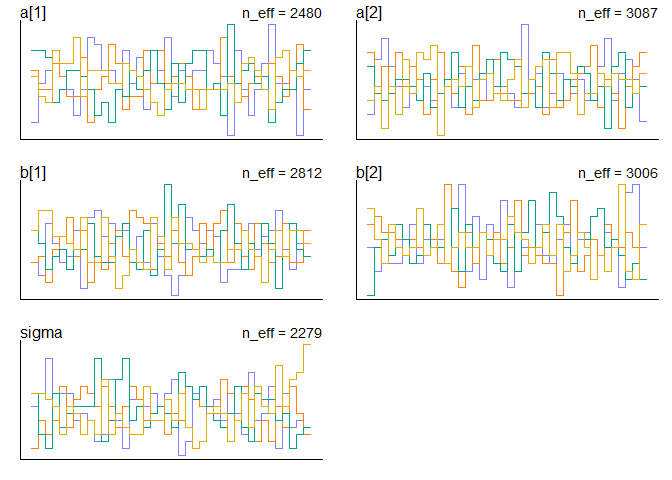 a[1] n_eff = 2480
a[2] n_eff = 3087
b[1] n_eff = 2812
b[2] n_eff = 3006
sigma n_eff = 2279